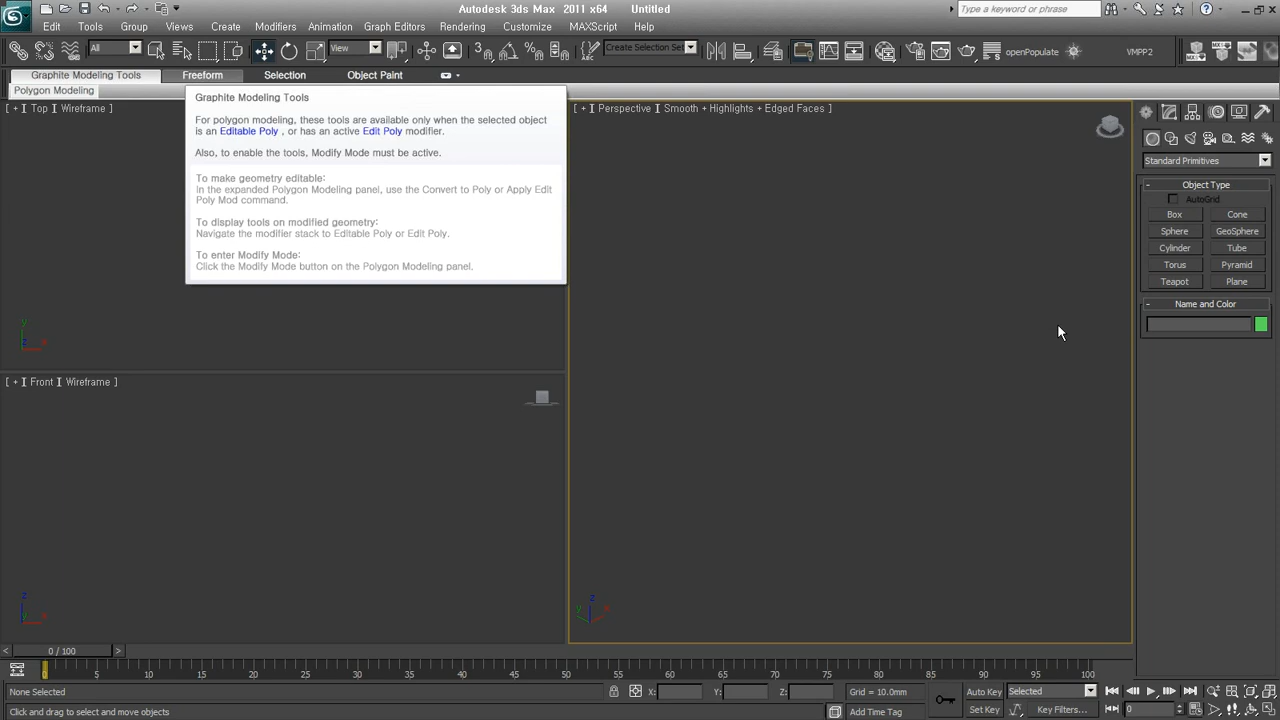 Autodesk 3ds Max 2011 x64 Untitled
Type a keyword or phrase
Edit Tools Group Views Create Modifiers Animation Graph Editors Rendering Customize MAXScript Help
All View Create Selection Set openPopulate VMPP2
Graphite Modeling Tools Freeform Selection Object Paint
Polygon Modeling
[ + ] Top ] Wireframe ]
[ + ] Perspective ] Smooth + Highlights + Edged Faces ]
Graphite Modeling Tools
For polygon modeling, these tools are available only when the selected object
is an Editable Poly , or has an active Edit Poly modifier.
Also, to enable the tools, Modify Mode must be active.
To make geometry editable:
In the expanded Polygon Modeling panel, use the Convert to Poly or Apply Edit
Poly Mod command.
To display tools on modified geometry:
Navigate the modifier stack to Editable Poly or Edit Poly.
To enter Modify Mode:
Click the Modify Mode button on the Polygon Modeling panel.
Standard Primitives
- Object Type
AutoGrid
Box Cone
Sphere GeoSphere
Cylinder Tube
Torus Pyramid
Teapot Plane
- Name and Color
y
z x
[ + ] Front ] Wireframe ]
z
y x
z
y x
< 0 / 100 >
0 5 10 15 20 25 30 35 40 45 50 55 60 65 70 75 80 85 90 95 100
None Selected X: Y: Z: Grid = 10.0mm Auto Key Selected
Click and drag to select and move objects Add Time Tag Set Key Key Filters... 0